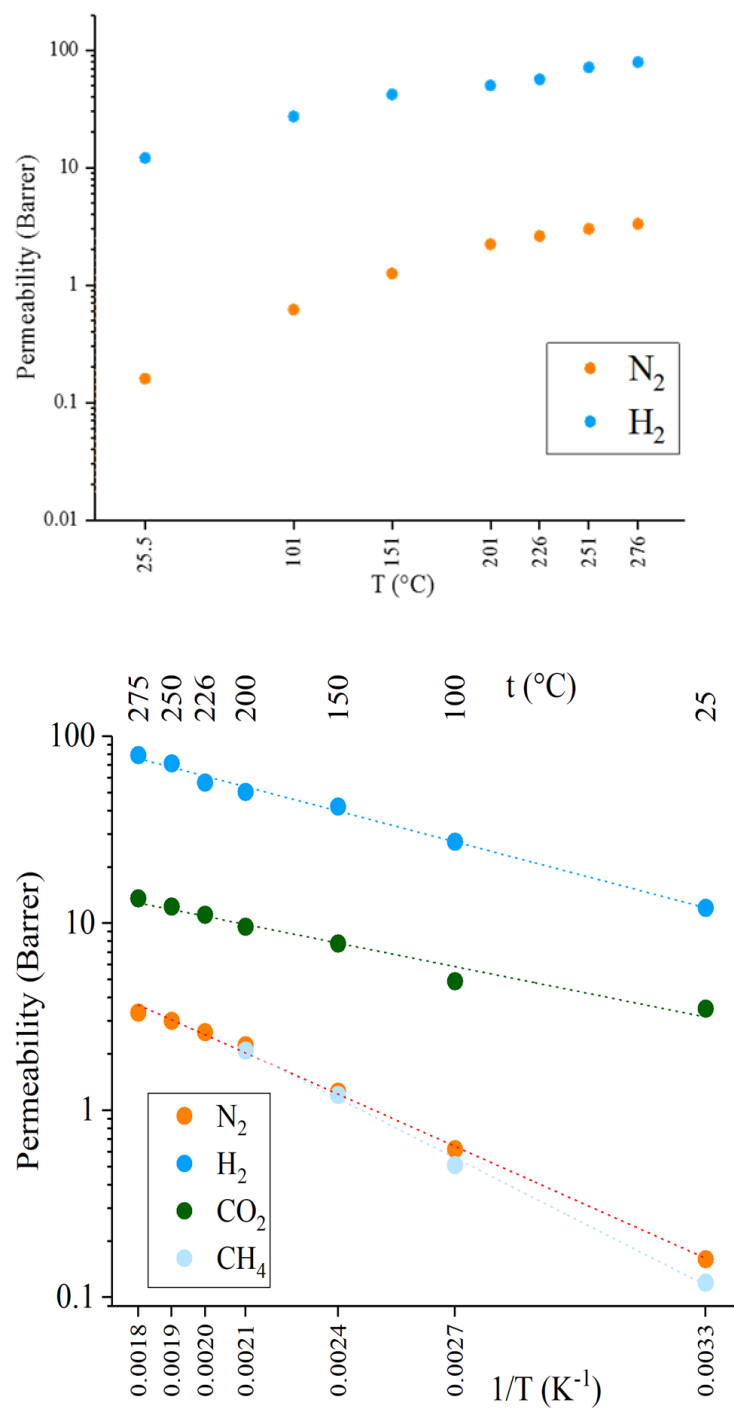 100
10
1
0.1
0.01
Permeability (Barrer)
N2
H2
25.5
101
151
201
226
251
276
T (°C)
275
250
226
200
150
100
25
t (°C)
100
10
1
0.1
Permeability (Barrer)
N2
H2
CO2
CH4
0.0018
0.0019
0.0020
0.0021
0.0024
0.0027
0.0033
1/T (K-1)